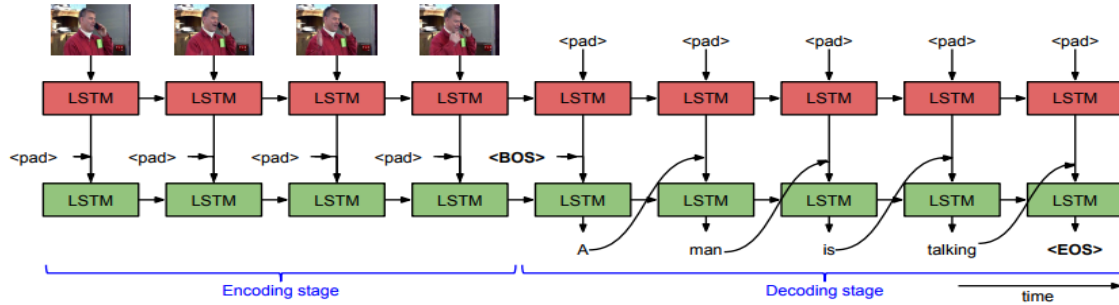 <pad> <pad> <pad> <pad> <pad>
LSTM LSTM LSTM LSTM LSTM LSTM LSTM LSTM LSTM
<pad> <pad> <pad> <pad> <BOS>
LSTM LSTM LSTM LSTM LSTM LSTM LSTM LSTM LSTM
A man is talking <EOS>
Encoding stage Decoding stage time